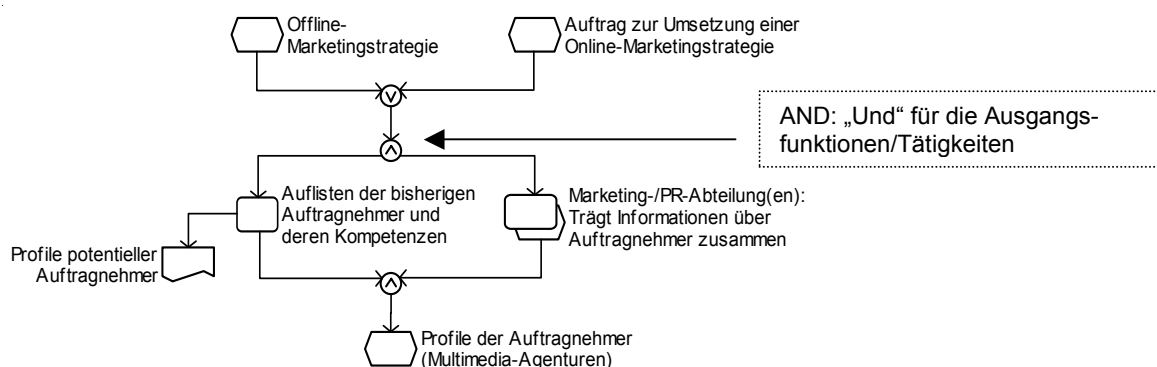 Offline-
Marketingstrategie
Auftrag zur Umsetzung einer
Online-Marketingstrategie
AND: „Und“ für die Ausgangs-
funktionen/Tätigkeiten
Auflisten der bisherigen
Auftragnehmer und
deren Kompetenzen
Marketing-/PR-Abteilung(en):
Trägt Informationen über
Auftragnehmer zusammen
Profile potentieller
Auftragnehmer
Profile der Auftragnehmer
(Multimedia-Agenturen)